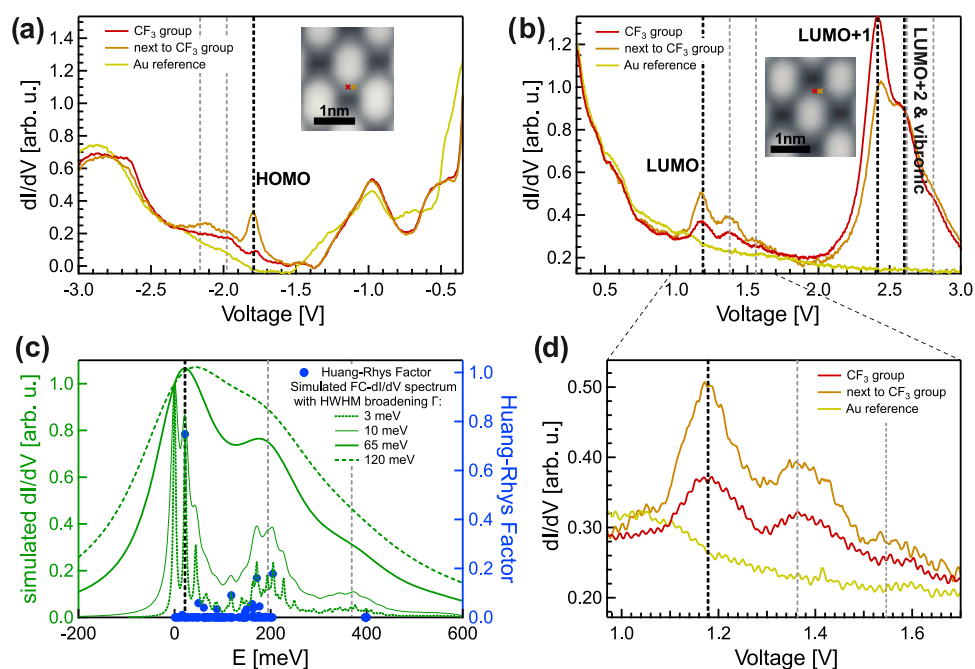 (a)
CF3 group
next to CF3 group
Au reference
1nm
HOMO
dI/dV [arb. u.]
1.4
1.2
1.0
0.8
0.6
0.4
0.2
0.0
-3.0 -2.5 -2.0 -1.5 -1.0 -0.5
Voltage [V]
(b)
CF3 group
next to CF3 group
Au reference
1nm
LUMO
LUMO+1
LUMO+2 & vibronic
dI/dV [arb. u.]
1.2
1.0
0.8
0.6
0.4
0.2
0.5 1.0 1.5 2.0 2.5 3.0
Voltage [V]
(c)
Huang-Rhys Factor
Simulated FC-dI/dV spectrum
with HWHM broadening Γ:
3 meV
10 meV
65 meV
120 meV
simulated dI/dV [arb. u.]
1.0
0.8
0.6
0.4
0.2
0.0
Huang-Rhys Factor
1.0
0.8
0.6
0.4
0.2
0.0
-200 0 200 400 600
E [meV]
(d)
CF3 group
next to CF3 group
Au reference
dI/dV [arb. u.]
0.50
0.40
0.30
0.20
1.0 1.2 1.4 1.6
Voltage [V]